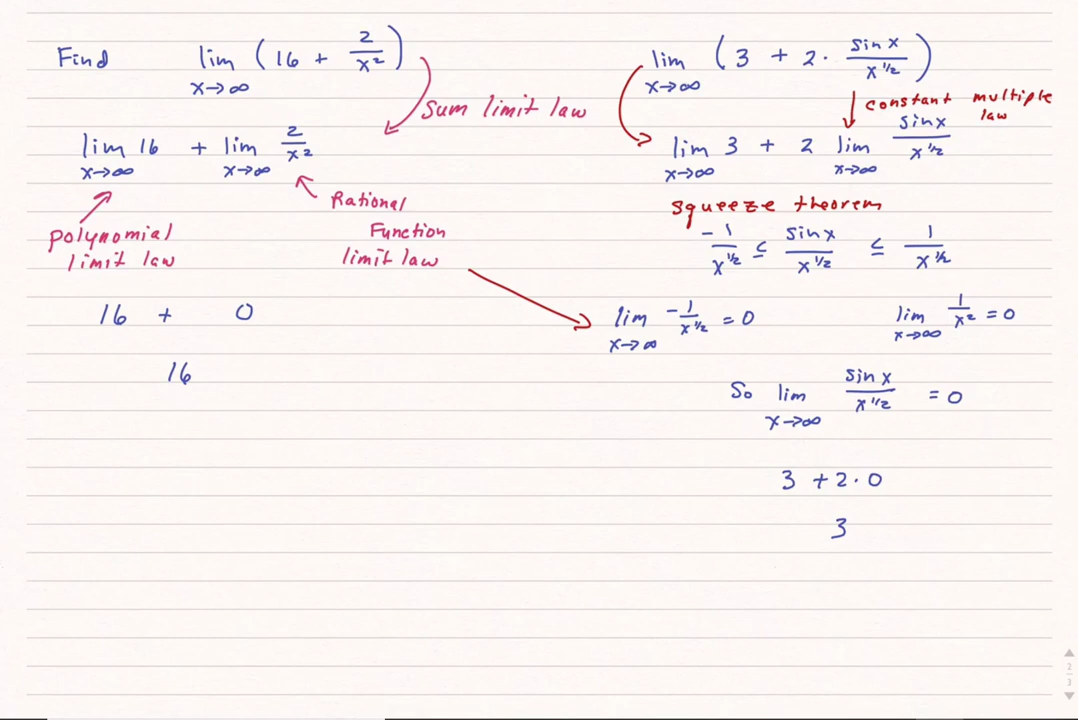 Find lim x→∞ (16 + 2/x²)
Sum limit law
lim x→∞ 16 + lim x→∞ 2/x²
Rational
Function
limit law
polynomial
limit law
16 + 0
16
lim x→∞ (3 + 2 · sin x/x^1/2)
constant multiple
law
lim x→∞ 3 + 2 lim x→∞ sin x/x^1/2
squeeze theorem
-1/x^1/2 ≤ sin x/x^1/2 ≤ 1/x^1/2
lim x→∞ -1/x^1/2 = 0 lim x→∞ 1/x² = 0
So lim x→∞ sin x/x^1/2 = 0
3 + 2 · 0
3
2
3